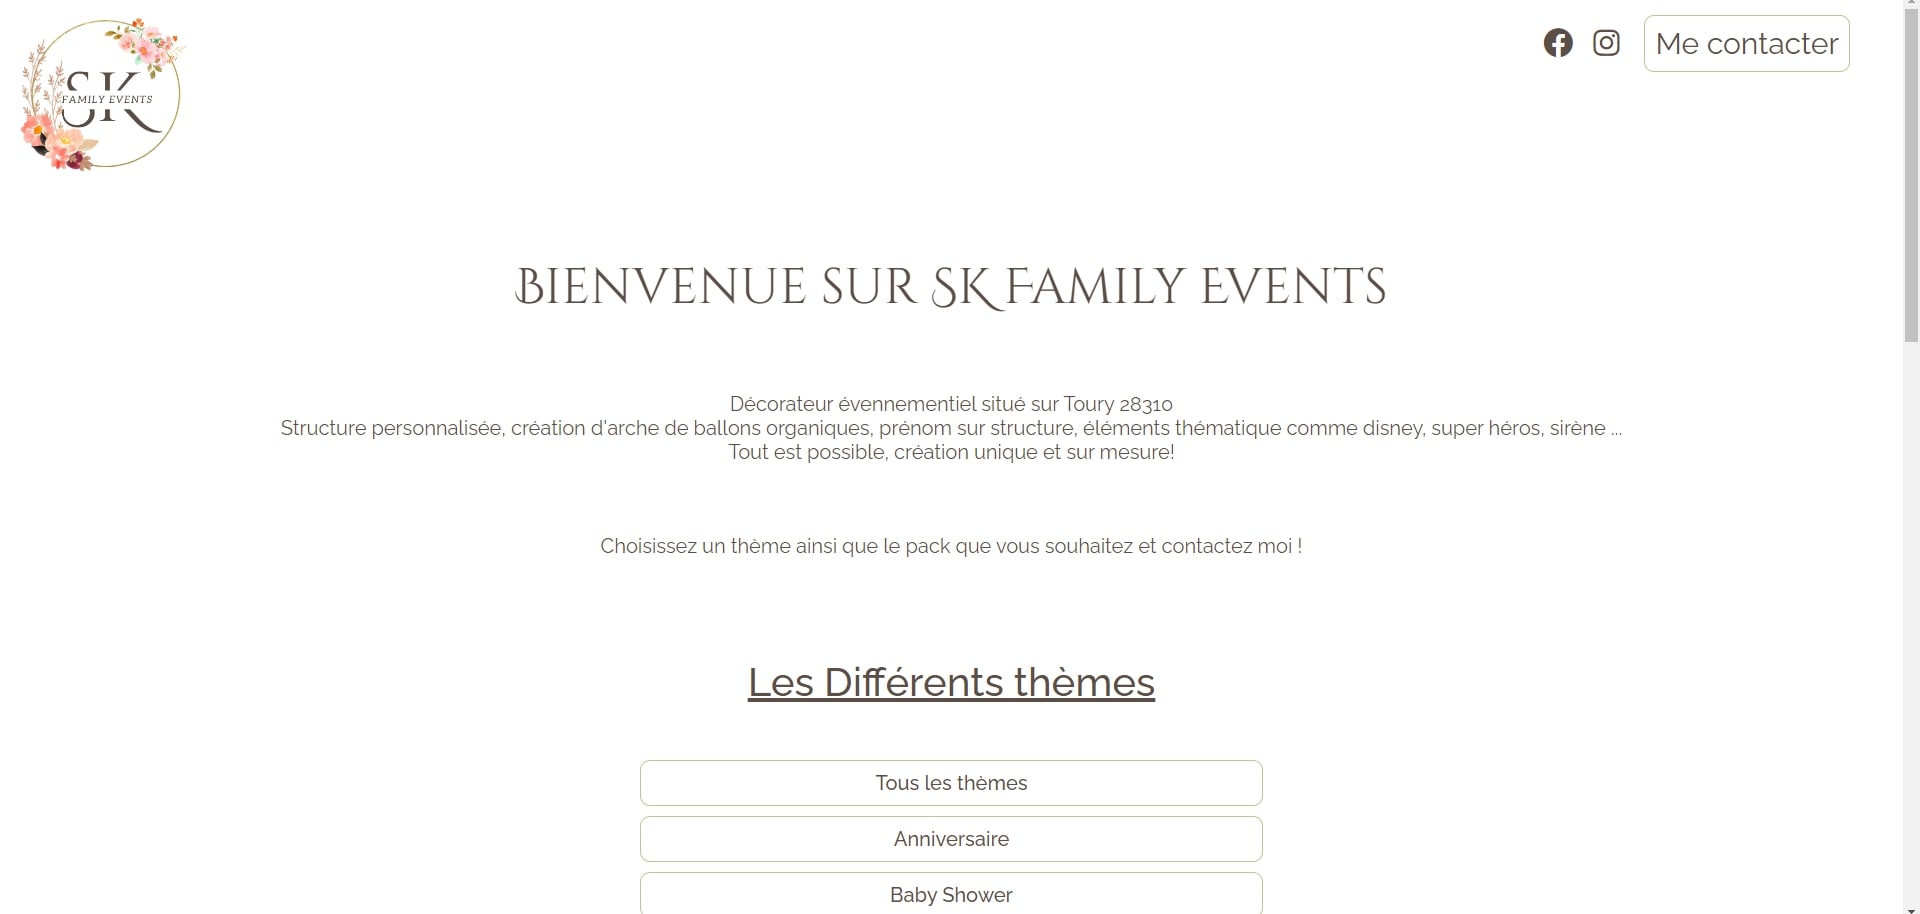 SK
FAMILY EVENTS
Me contacter
Bienvenue sur SK Family Events
Décorateur évennementiel situé sur Toury 28310
Structure personnalisée, création d'arche de ballons organiques, prénom sur structure, éléments thématique comme disney, super héros, sirène ...
Tout est possible, création unique et sur mesure!
Choisissez un thème ainsi que le pack que vous souhaitez et contactez moi !
Les Différents thèmes
Tous les thèmes
Anniversaire
Baby Shower